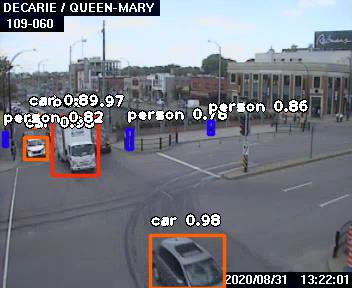 DECARIE / QUEEN-MARY
109-060
car 0.89
person 0.82
person 0.78
person 0.86
car 0.98
2020/08/31 13:22:01